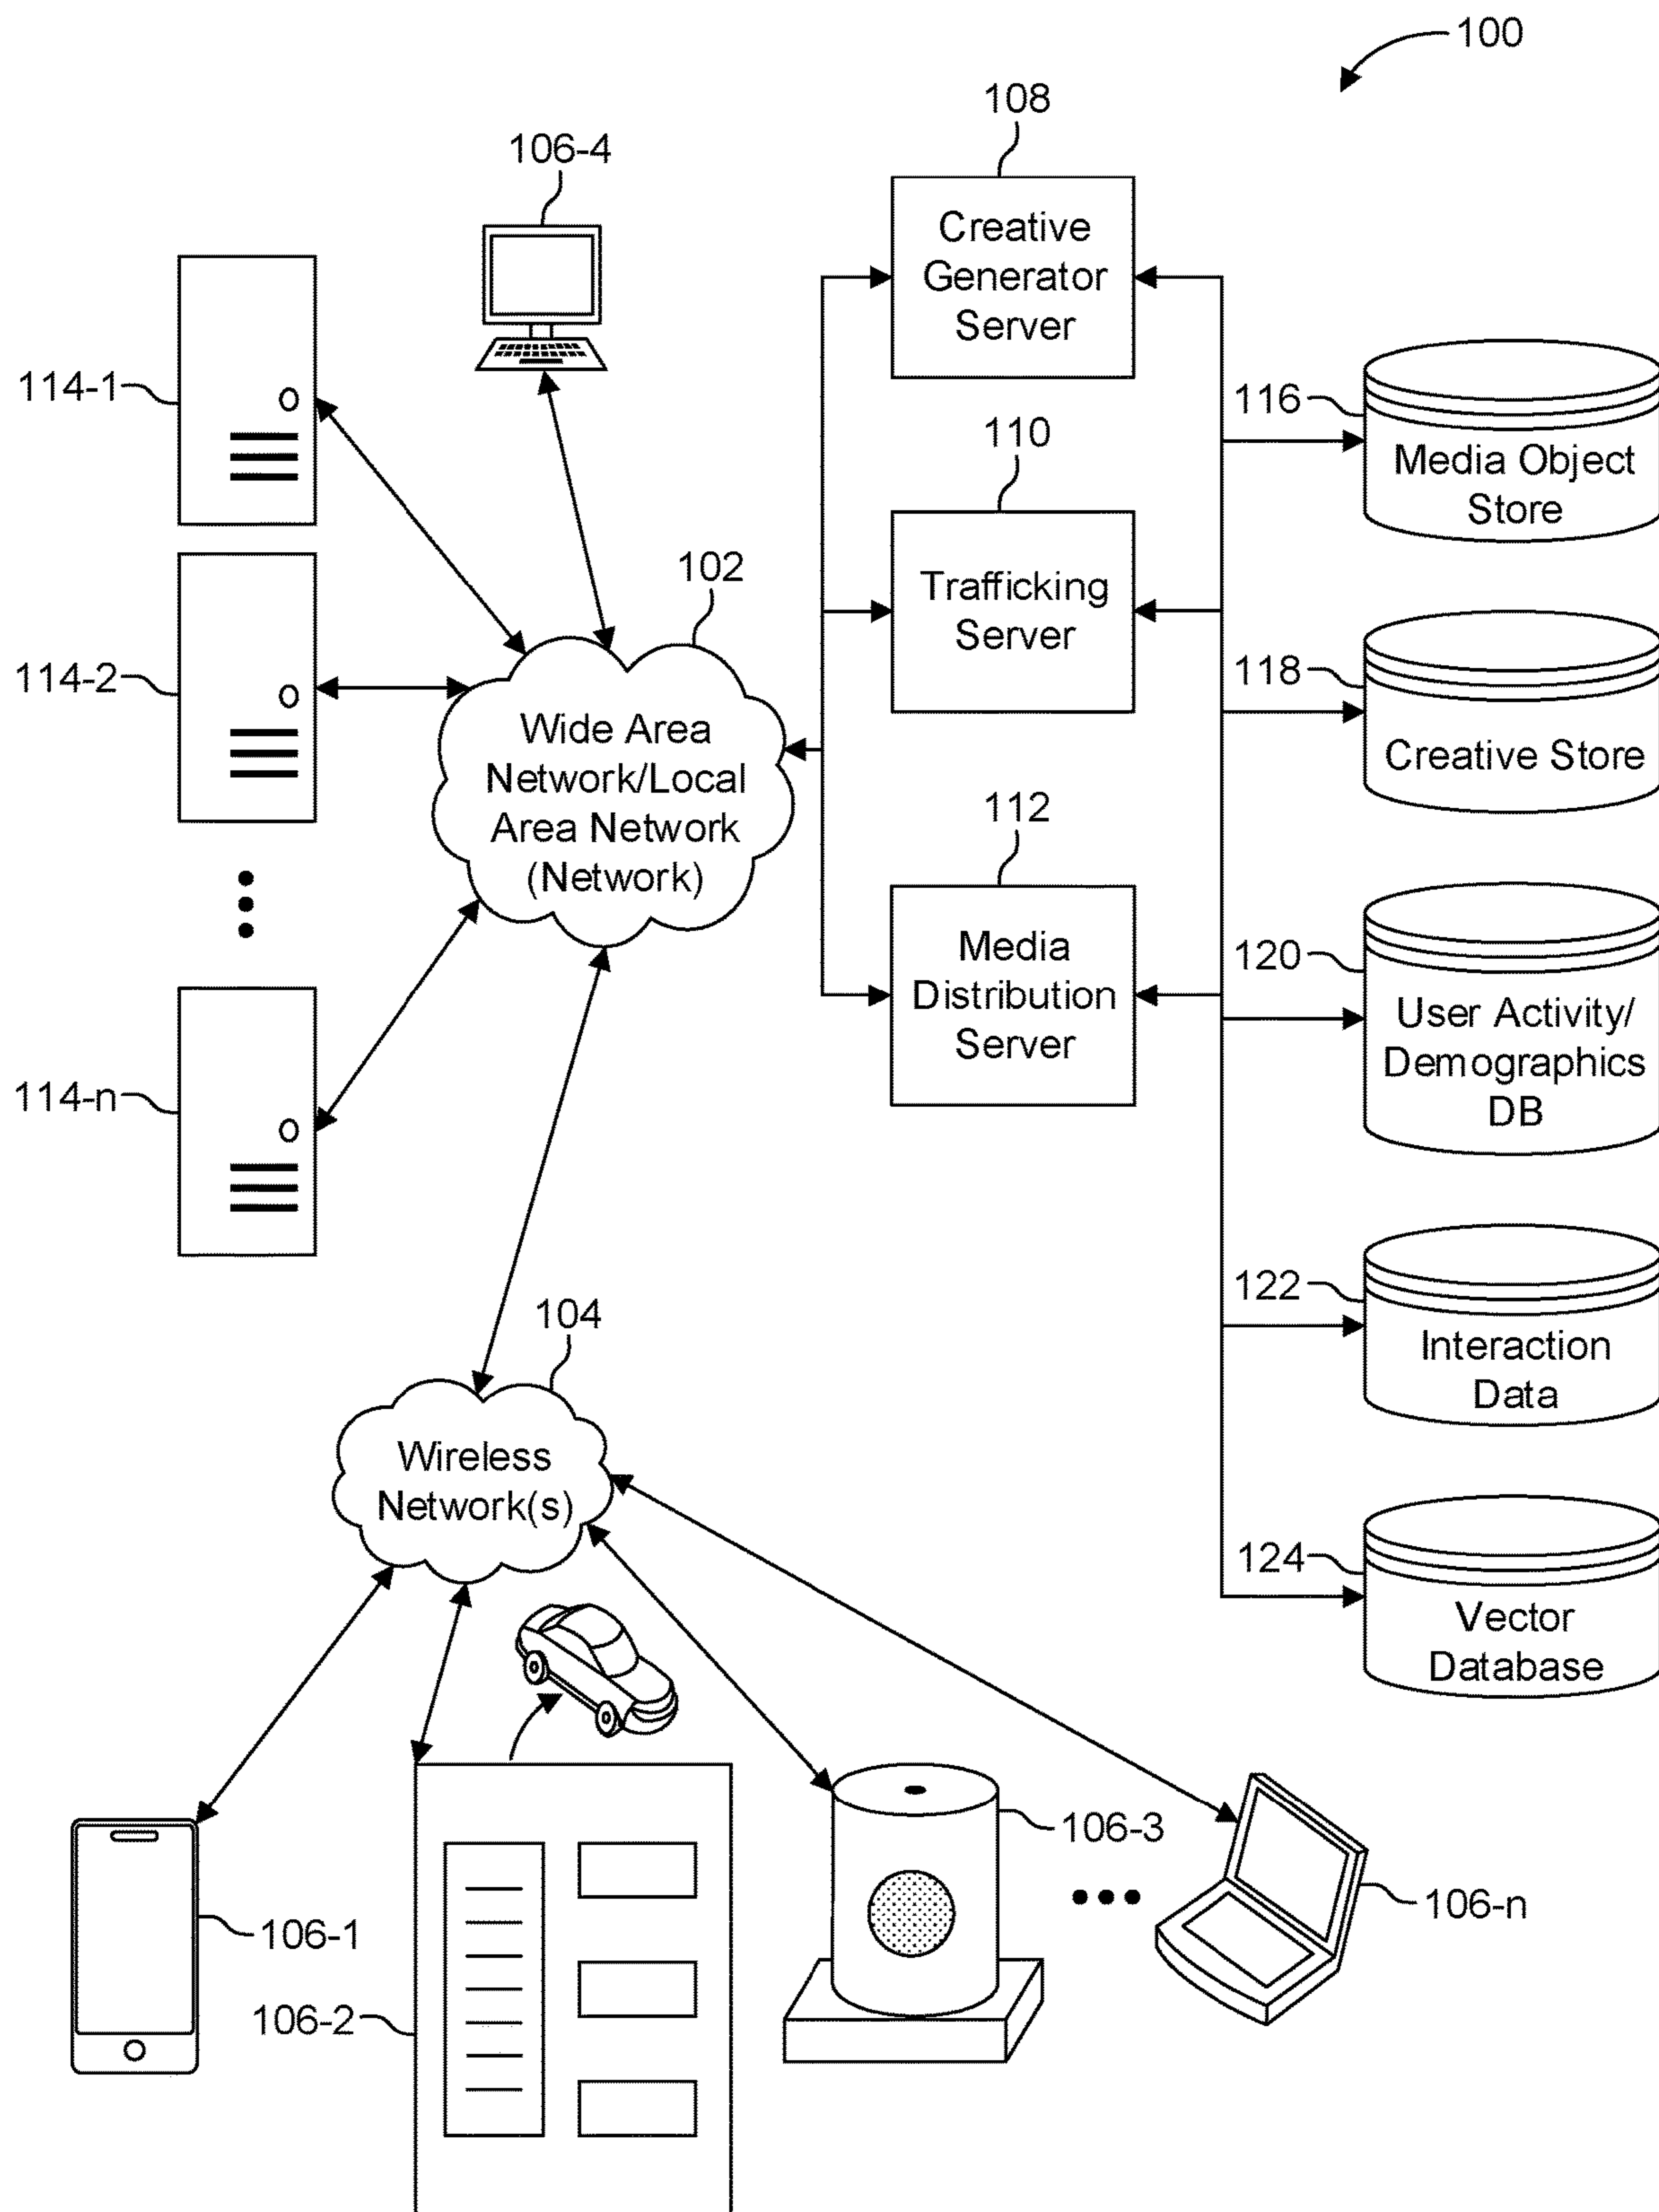 100
108
106-4
Creative
Generator
Server
114-1
116
Media Object
Store
110
102
Trafficking
Server
114-2
118
Creative Store
Wide Area
Network/Local
Area Network
(Network)
112
Media
Distribution
Server
120
User Activity/
Demographics
DB
114-n
122
Interaction
Data
104
Wireless
Network(s)
124
Vector
Database
106-3
106-n
106-1
106-2